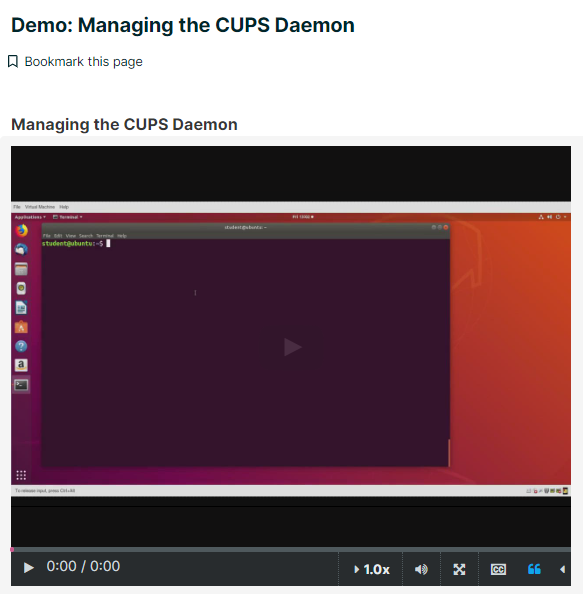 Demo: Managing the CUPS Daemon
Bookmark this page
Managing the CUPS Daemon
File Virtual Machine Help
Applications Terminal
student@ubuntu: ~
File Edit View Search Terminal Help
student@ubuntu:~$
To release input, press Ctrl+Alt
0:00 / 0:00
1.0x
CC